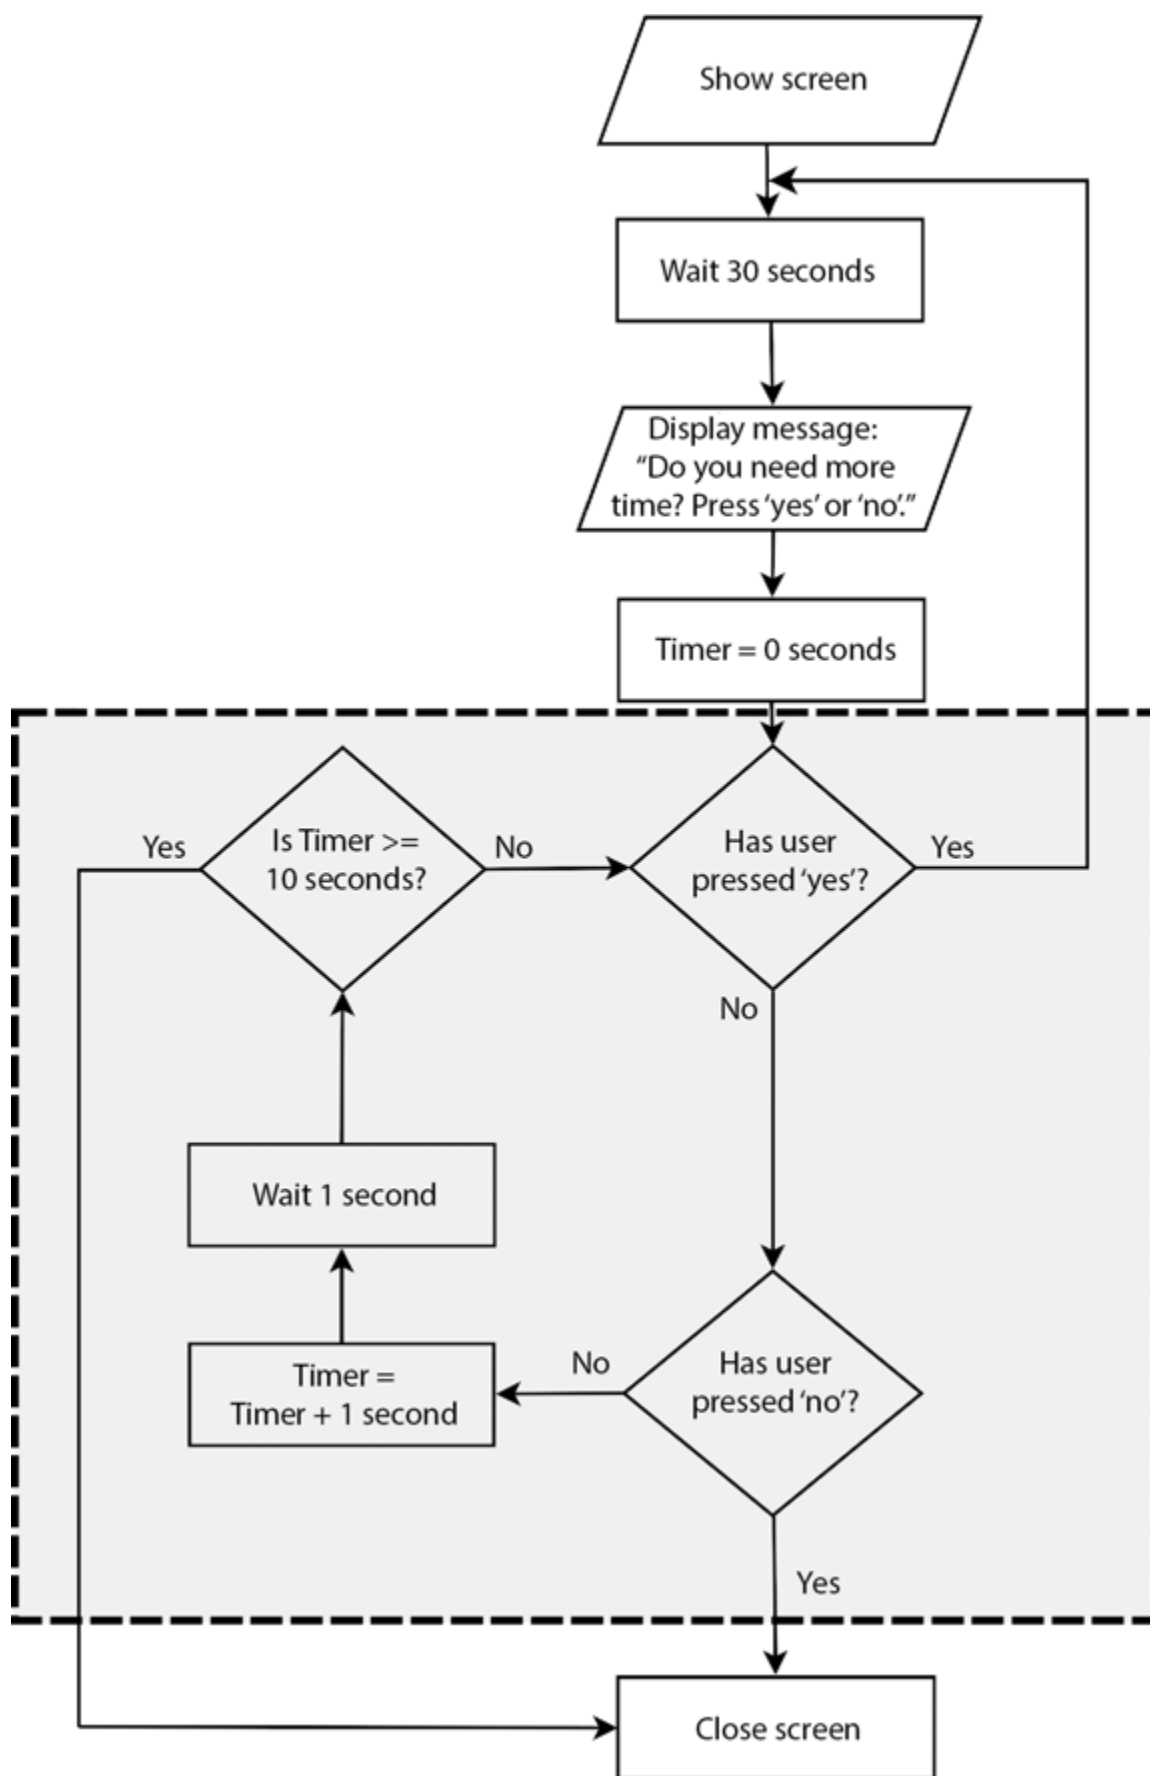 Show screen
Wait 30 seconds
Display message:
“Do you need more
time? Press ‘yes’ or ‘no’.”
Timer = 0 seconds
Yes
Is Timer >=
10 seconds?
No
Has user
pressed ‘yes’?
Yes
No
Wait 1 second
Timer =
Timer + 1 second
No
Has user
pressed ‘no’?
Yes
Close screen